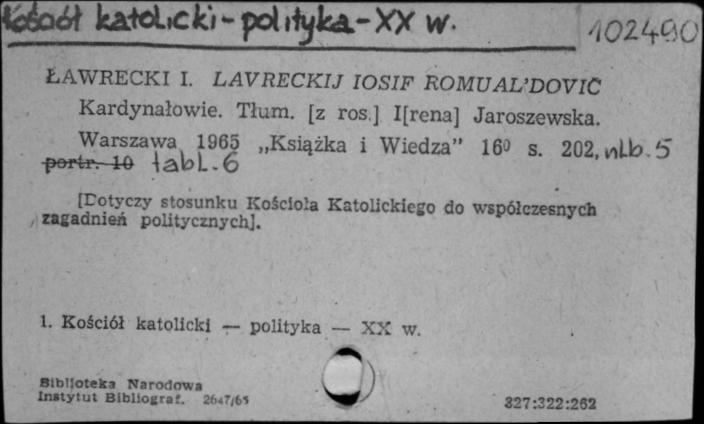 Kościół katolicki - polityka - XX w.
102490
ŁAWRECKI I. LAVRECKIJ IOSIF ROMUAL'DOVIČ
Kardynałowie. Tłum. [z ros.] I[rena] Jaroszewska.
Warszawa 1965 „Książka i Wiedza” 16⁰ s. 202, nlb. 5
portr. 10 tabl. 6
[Dotyczy stosunku Kościoła Katolickiego do współczesnych
zagadnień politycznych].
1. Kościół katolicki — polityka — XX w.
Biblioteka Narodowa
Instytut Bibliograf. 2647/65
327:322:262